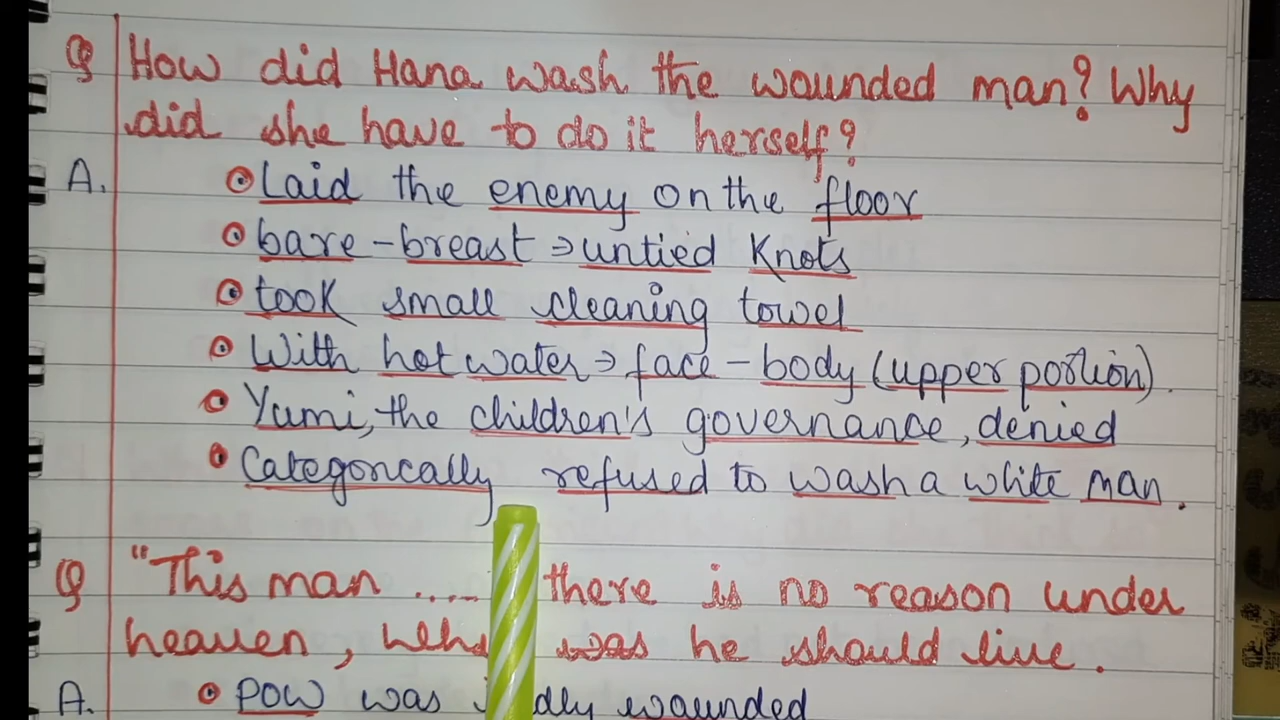 Q How did Hana wash the wounded man? Why
did she have to do it herself?
A. Laid the enemy on the floor
bare-breast ⇒ untied Knots
took small cleaning towel
With hot water ⇒ face - body (upper portion).
Yumi, the children's governance, denied
Categorically refused to wash a white man.
Q "This man ..... there is no reason under
heaven, was he should live.
A. POW was wounded